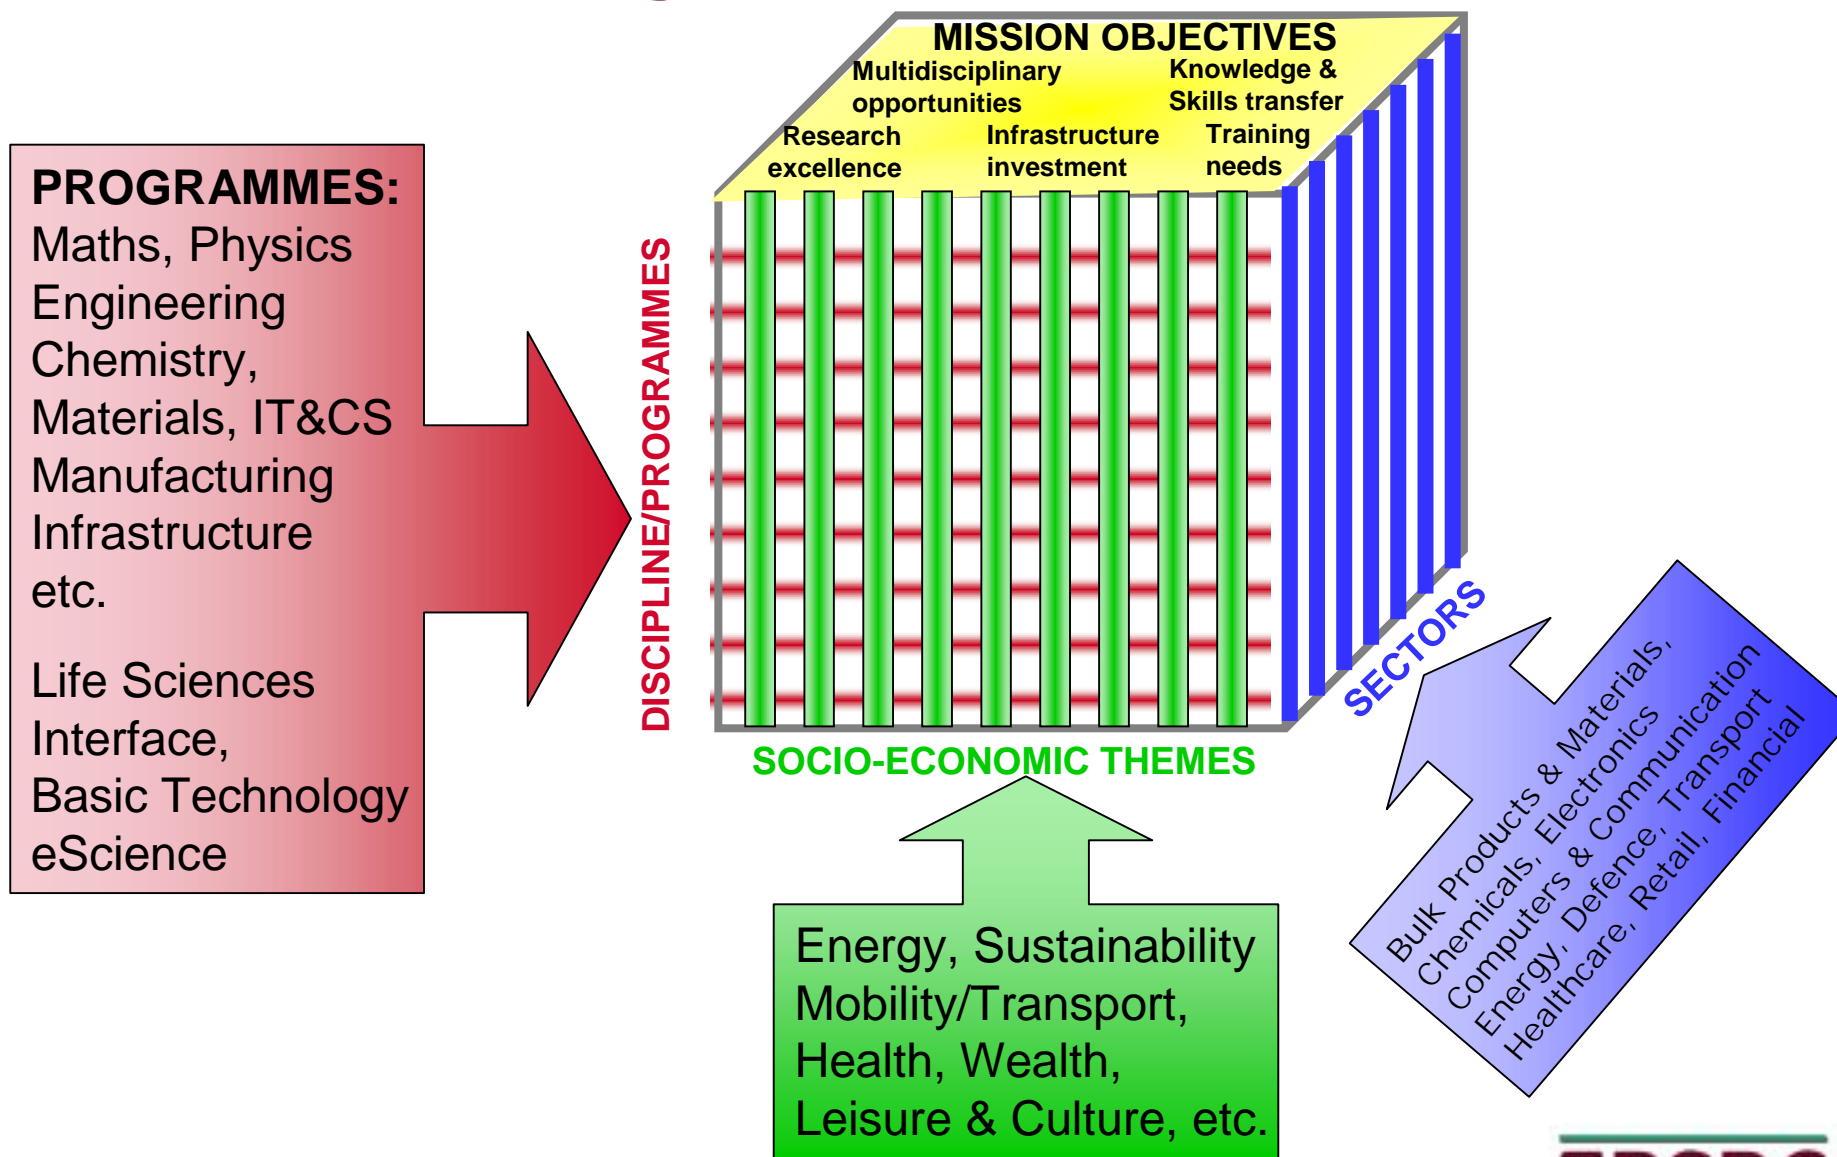 MISSION OBJECTIVES
Multidisciplinary
opportunities
Knowledge &
Skills transfer
Research
excellence
Infrastructure
investment
Training
needs
PROGRAMMES:
Maths, Physics
Engineering
Chemistry,
Materials, IT&CS
Manufacturing
Infrastructure
etc.
Life Sciences
Interface,
Basic Technology
eScience
DISCIPLINE/PROGRAMMES
SOCIO-ECONOMIC THEMES
SECTORS
Bulk Products & Materials,
Chemicals, Electronics
Computers & Communication
Energy, Defence, Transport
Healthcare, Retail, Financial
Energy, Sustainability
Mobility/Transport,
Health, Wealth,
Leisure & Culture, etc.